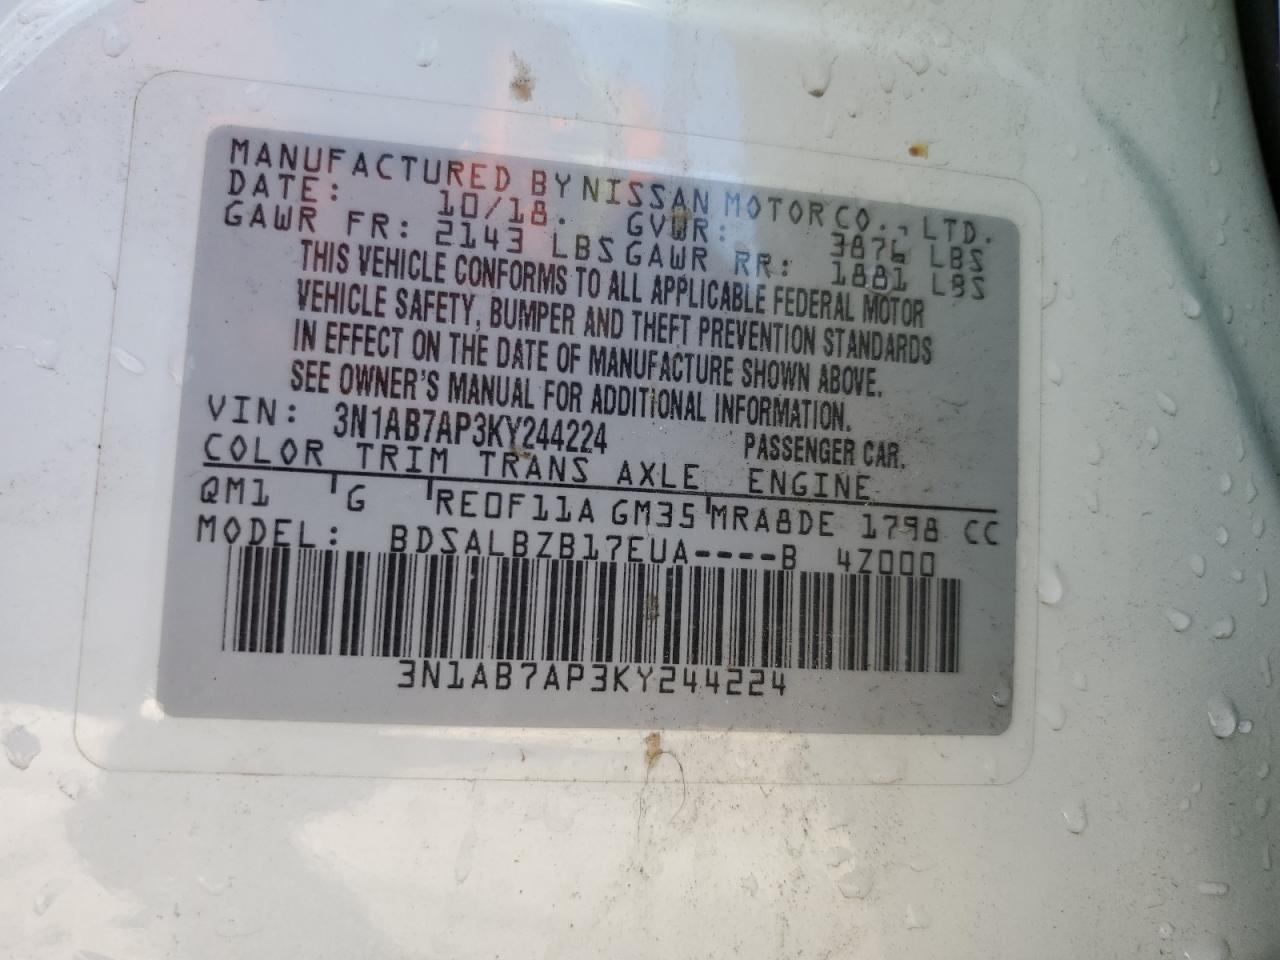 MANUFACTURED BY NISSAN MOTOR CO., LTD.
DATE: 10/18. GVWR: 3876 LBS
GAWR FR: 2143 LBS GAWR RR: 1881 LBS
THIS VEHICLE CONFORMS TO ALL APPLICABLE FEDERAL MOTOR
VEHICLE SAFETY, BUMPER AND THEFT PREVENTION STANDARDS
IN EFFECT ON THE DATE OF MANUFACTURE SHOWN ABOVE.
SEE OWNER'S MANUAL FOR ADDITIONAL INFORMATION.
VIN: 3N1AB7AP3KY244224 PASSENGER CAR.
COLOR TRIM TRANS AXLE ENGINE
QM1 G RE0F11A GM35 MRA8DE 1798 CC
MODEL: BDSALBZB17EUA----B 4Z000
3N1AB7AP3KY244224